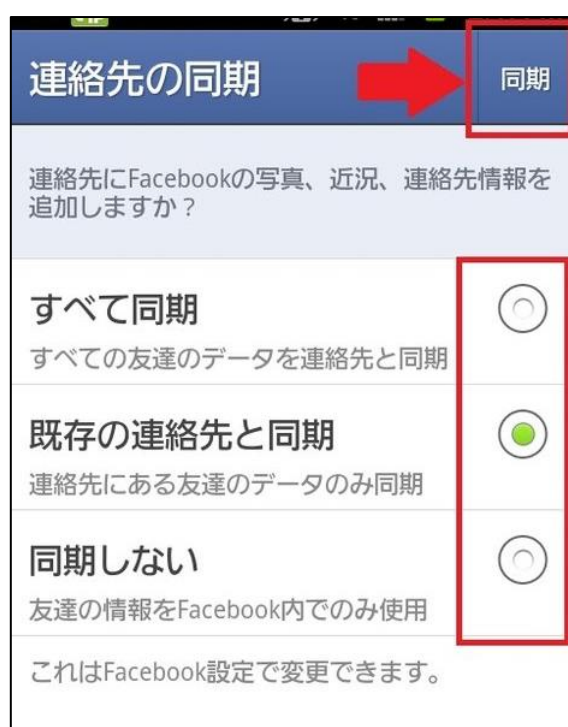 連絡先の同期
同期
連絡先にFacebookの写真、近況、連絡先情報を
追加しますか？
すべて同期
すべての友達のデータを連絡先と同期
既存の連絡先と同期
連絡先にある友達のデータのみ同期
同期しない
友達の情報をFacebook内でのみ使用
これはFacebook設定で変更できます。